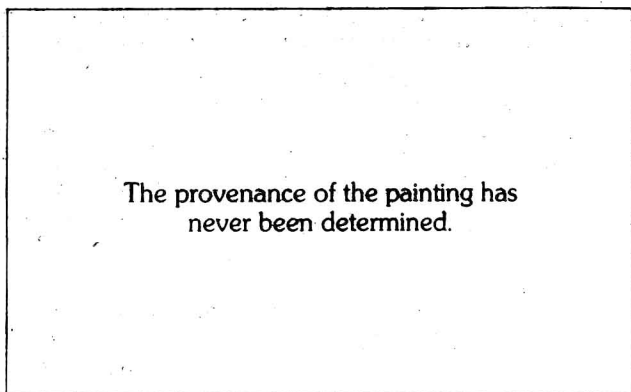 The provenance of the painting has
never been determined.